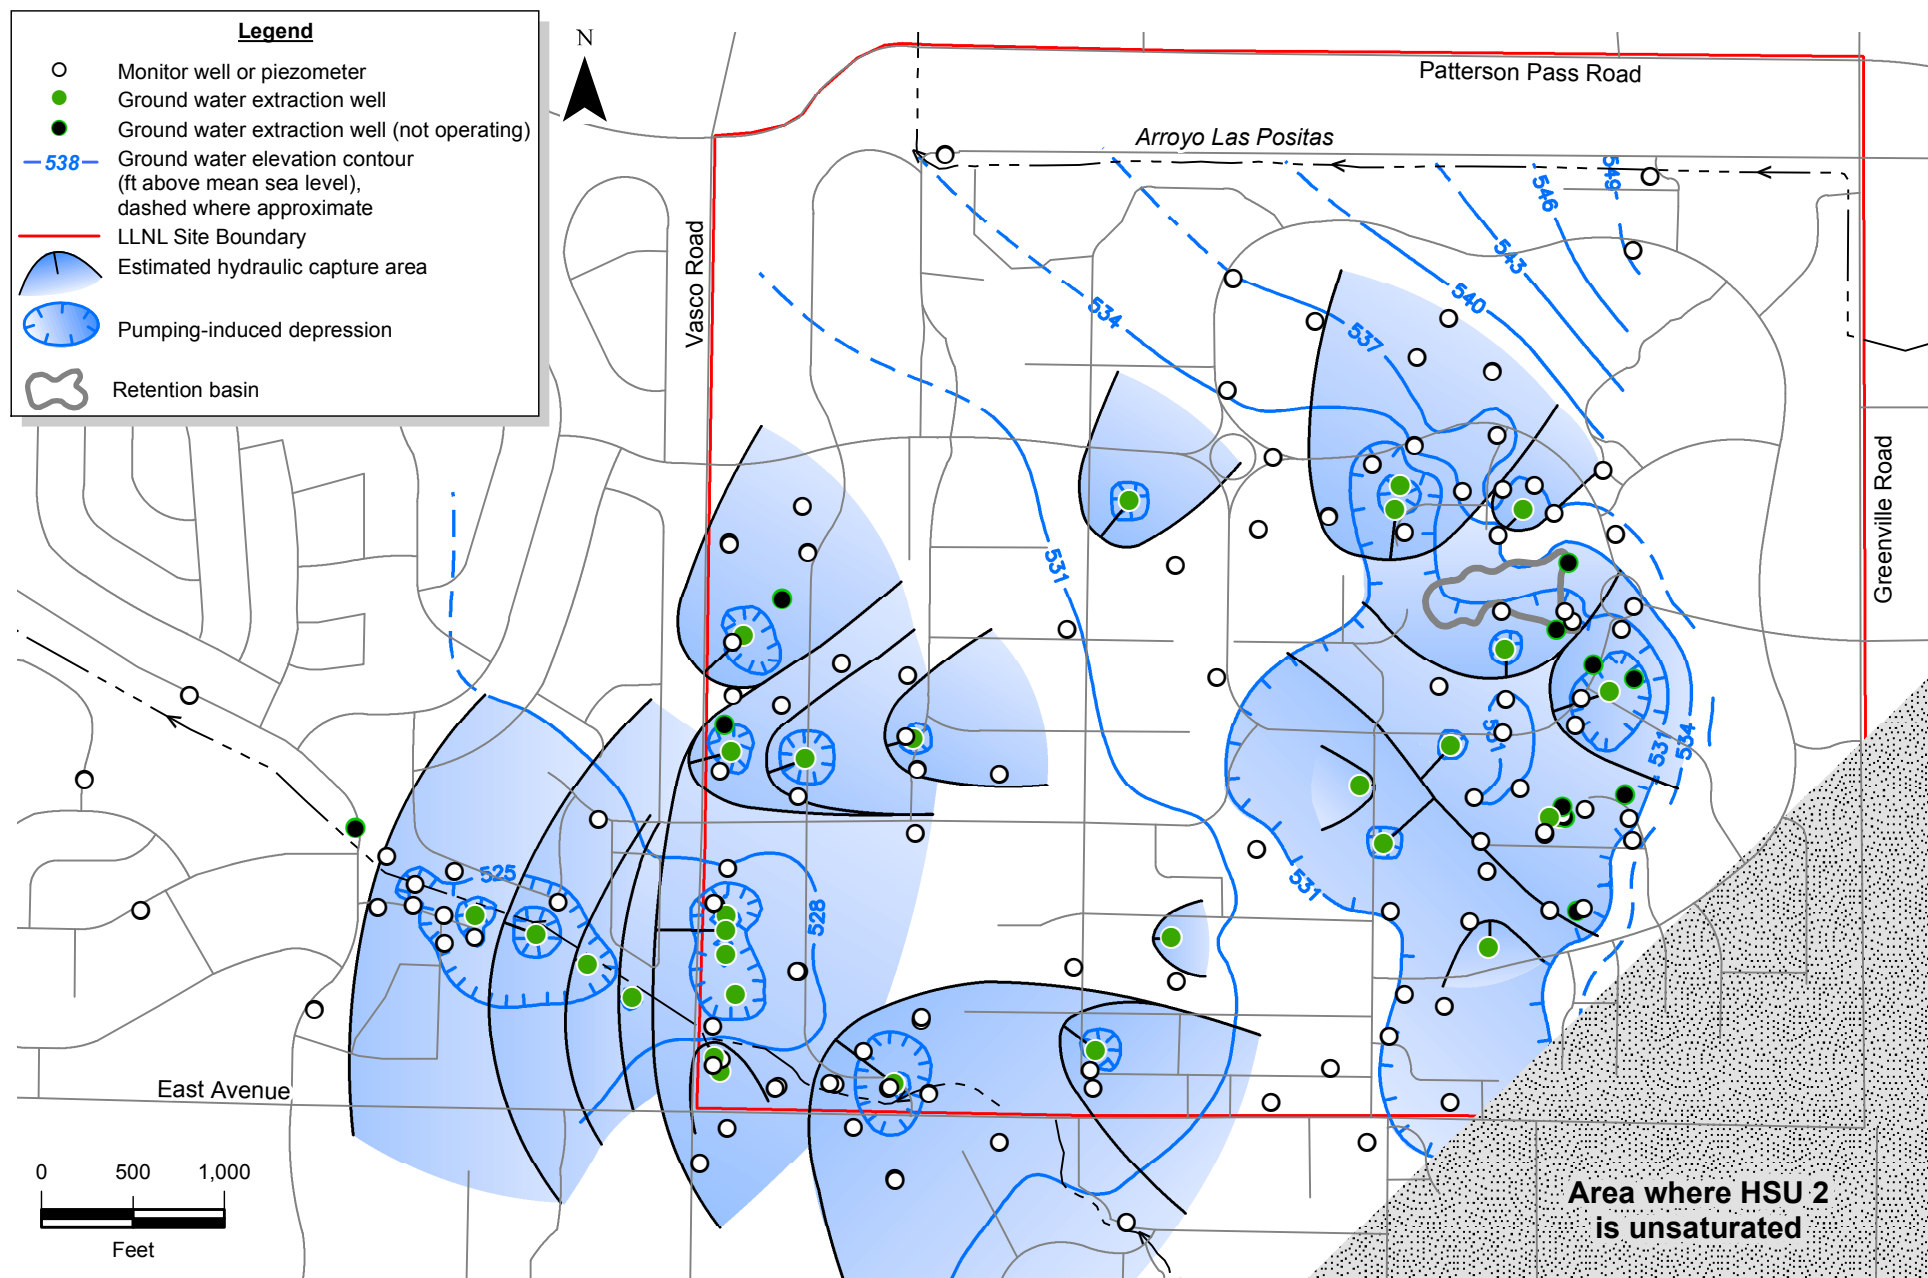 Legend
Monitor well or piezometer
Ground water extraction well
Ground water extraction well (not operating)
538
Ground water elevation contour
(ft above mean sea level),
dashed where approximate
LLNL Site Boundary
Estimated hydraulic capture area
Pumping-induced depression
Retention basin
N
Patterson Pass Road
Arroyo Las Positas
Vasco Road
Greenville Road
549
546
543
540
537
534
531
531
534
531
531
528
525
East Avenue
0 500 1,000
Feet
Area where HSU 2
is unsaturated